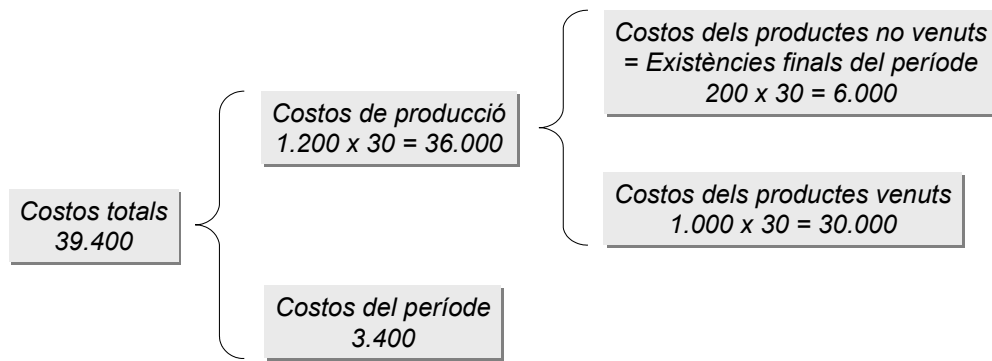 Costos totals
39.400
Costos de producció
1.200 x 30 = 36.000
Costos del període
3.400
Costos dels productes no venuts
= Existències finals del període
200 x 30 = 6.000
Costos dels productes venuts
1.000 x 30 = 30.000